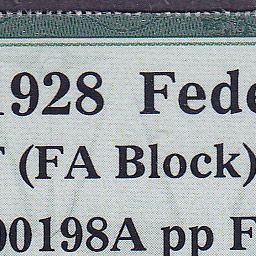 1928 Fede
(FA Block)
00198A pp F